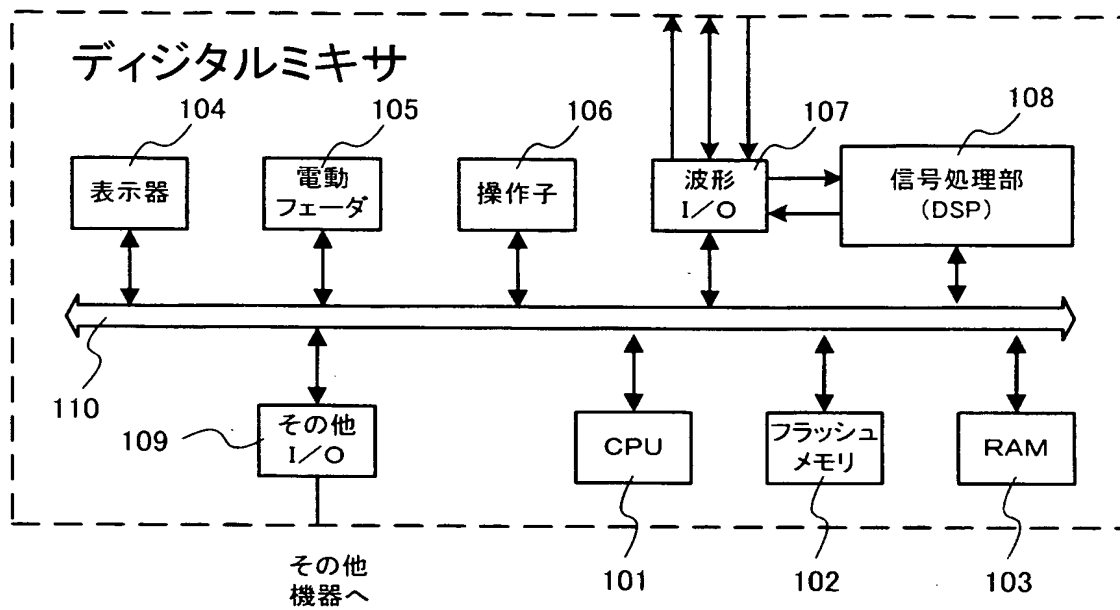 ディジタルミキサ
104
105
106
107
108
表示器
電動
フェーダ
操作子
波形
I/O
信号処理部
(DSP)
110
109
その他
I/O
CPU
フラッシュ
メモリ
RAM
101
102
103
その他
機器へ